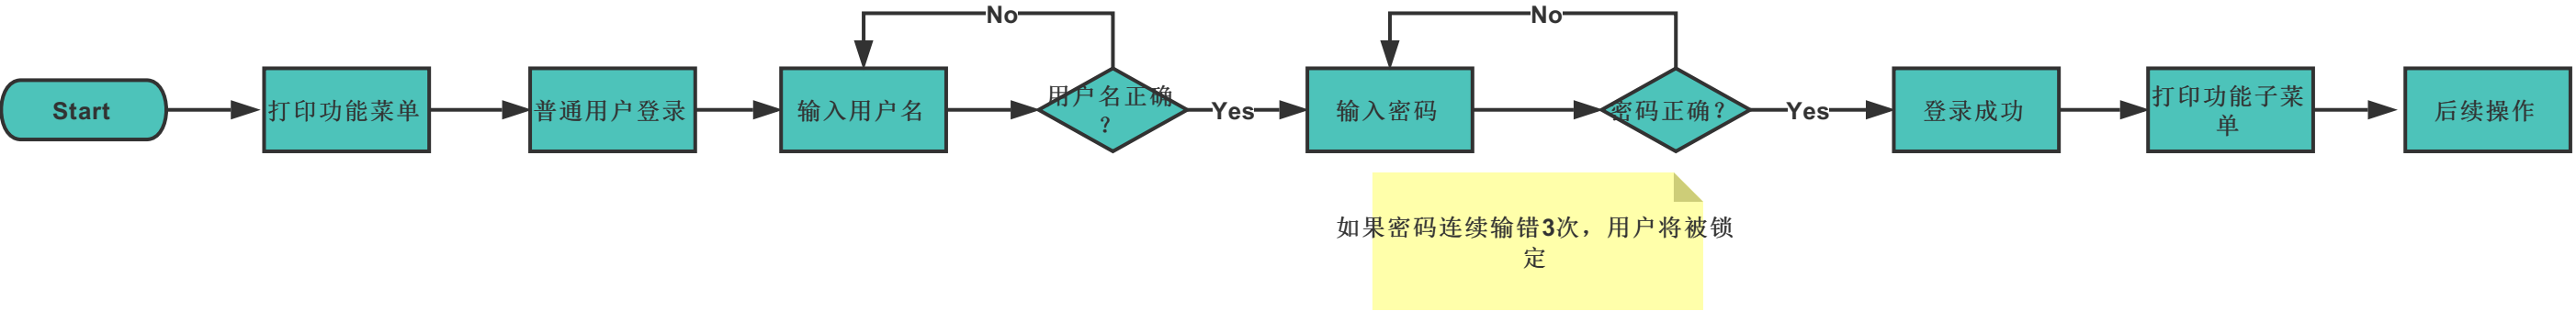 No
No
Start
打印功能菜单
普通用户登录
输入用户名
用户名正确
？
Yes
输入密码
密码正确？
Yes
登录成功
打印功能子菜
单
后续操作
如果密码连续输错3次，用户将被锁
定